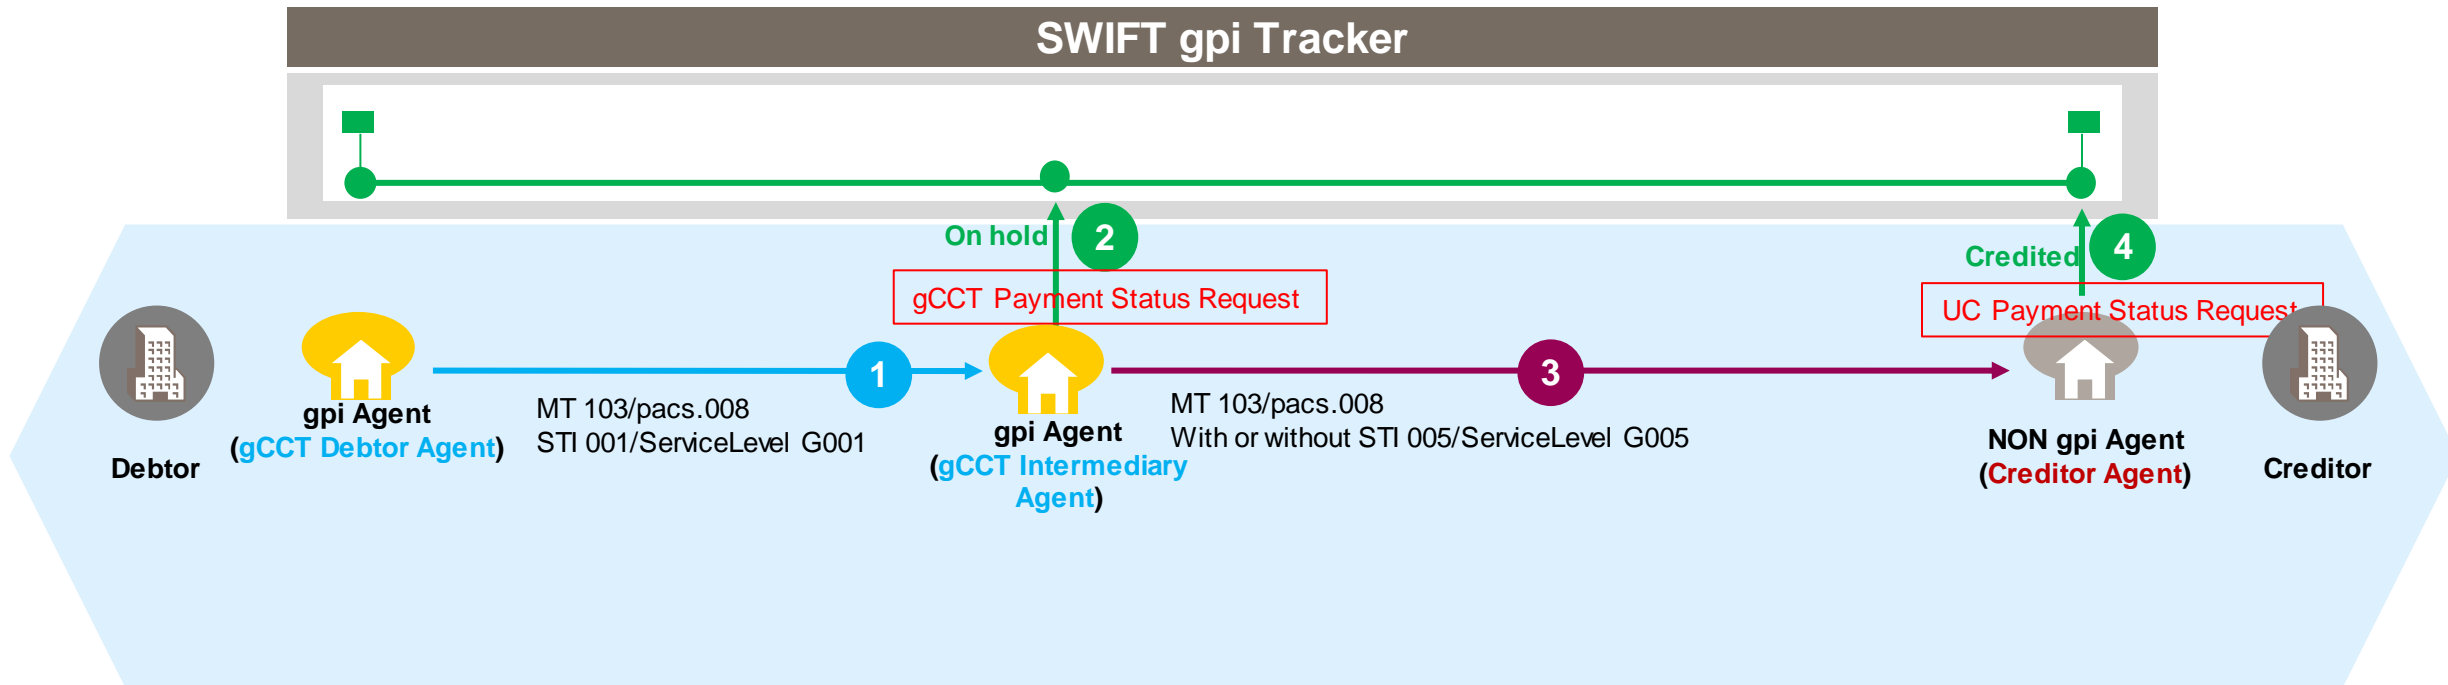 SWIFT gpi Tracker
On hold
2
Credited
4
gCCT Payment Status Request
UC Payment Status Request
1
3
MT 103/pacs.008
STI 001/ServiceLevel G001
MT 103/pacs.008
With or without STI 005/ServiceLevel G005
Debtor
gpi Agent
(gCCT Debtor Agent)
gpi Agent
(gCCT Intermediary
Agent)
NON gpi Agent
(Creditor Agent)
Creditor